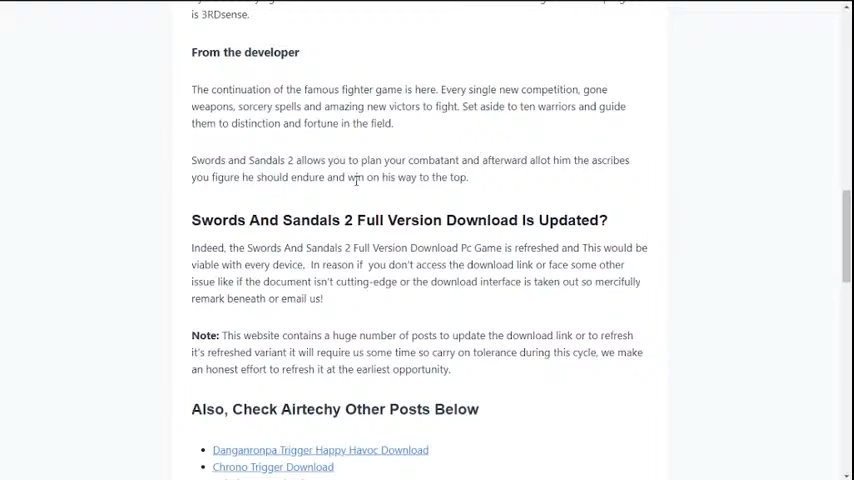 is 3RDsense.
From the developer
The continuation of the famous fighter game is here. Every single new competition, gone
weapons, sorcery spells and amazing new victors to fight. Set aside to ten warriors and guide
them to distinction and fortune in the field.
Swords and Sandals 2 allows you to plan your combatant and afterward allot him the ascribes
you figure he should endure and win on his way to the top.
Swords And Sandals 2 Full Version Download Is Updated?
Indeed, the Swords And Sandals 2 Full Version Download Pc Game is refreshed and This would be
viable with every device.  In reason if  you don't access the download link or face some other
issue like if the document isn't cutting-edge or the download interface is taken out so mercifully
remark beneath or email us!
Note: This website contains a huge number of posts to update the download link or to refresh
it's refreshed variant it will require us some time so carry on tolerance during this cycle, we make
an honest effort to refresh it at the earliest opportunity.
Also, Check Airtechy Other Posts Below
Danganronpa Trigger Happy Havoc Download
Chrono Trigger Download